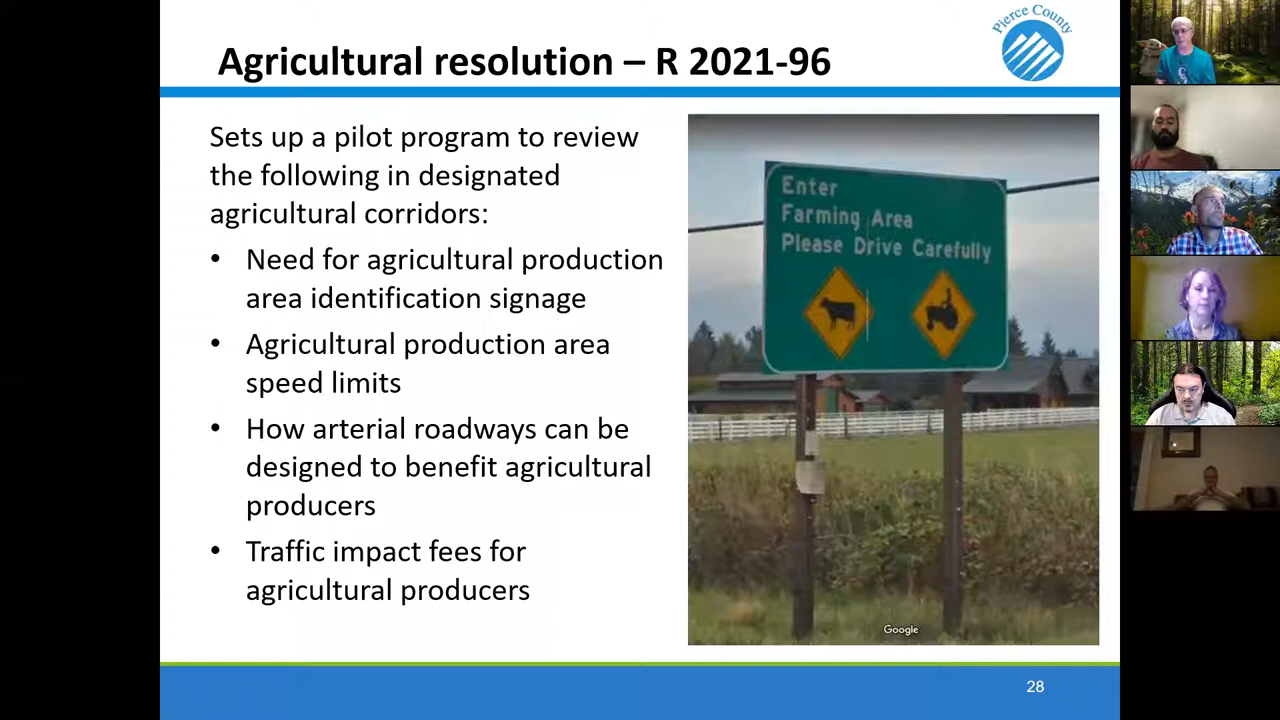 Agricultural resolution – R 2021-96
Pierce County
Sets up a pilot program to review
the following in designated
agricultural corridors:
• Need for agricultural production
area identification signage
• Agricultural production area
speed limits
• How arterial roadways can be
designed to benefit agricultural
producers
• Traffic impact fees for
agricultural producers
Enter
Farming Area
Please Drive Carefully
Google
28